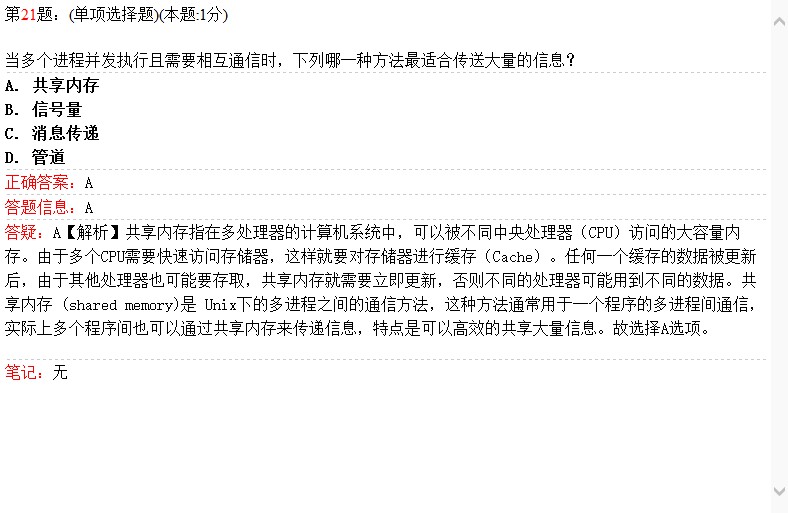 第21题：(单项选择题)(本题:1分)
当多个进程并发执行且需要相互通信时，下列哪一种方法最适合传送大量的信息？
A. 共享内存
B. 信号量
C. 消息传递
D. 管道
正确答案：A
答题信息：A
答疑：A【解析】共享内存指在多处理器的计算机系统中，可以被不同中央处理器（CPU）访问的大容量内
存。由于多个CPU需要快速访问存储器，这样就要对存储器进行缓存（Cache）。任何一个缓存的数据被更新
后，由于其他处理器也可能要存取，共享内存就需要立即更新，否则不同的处理器可能用到不同的数据。共
享内存 (shared memory)是 Unix下的多进程之间的通信方法，这种方法通常用于一个程序的多进程间通信，
实际上多个程序间也可以通过共享内存来传递信息，特点是可以高效的共享大量信息。故选择A选项。
笔记：无